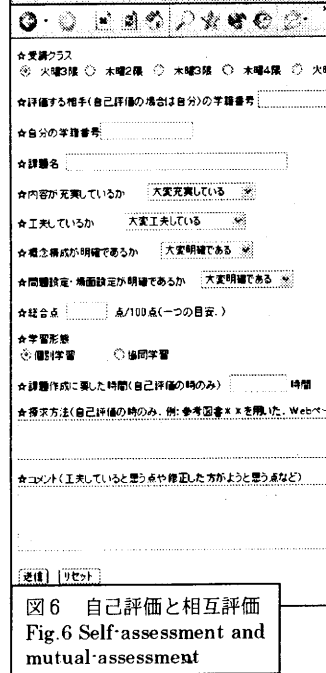 ☆受講クラス
火曜3限 木曜2限 木曜3限 木曜4限
☆評価する相手(自己評価の場合は自分)の学籍番号
☆自分の学籍番号
☆課題名
☆内容が充実しているか 大変充実している
☆工夫しているか 大変工夫している
☆概念構成が明確であるか 大変明確である
☆問題設定・場面設定が明確であるか 大変明確である
☆総合点 点/100点(一つの目安.)
☆学習形態
個別学習 協同学習
☆課題作成に要した時間(自己評価の時のみ) 時間
☆探求方法(自己評価の時のみ. 例:参考図書××を用いた. Webペー
☆コメント(工夫していると思う点や修正した方がようと思う点など)
送信 リセット
図6 自己評価と相互評価
Fig.6 Self-assessment and
mutual-assessment